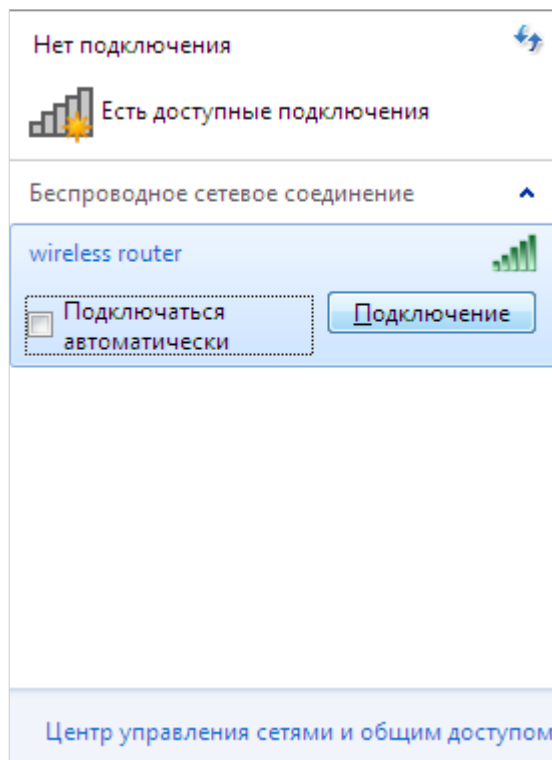 Нет подключения
Есть доступные подключения
Беспроводное сетевое соединение
wireless router
Подключаться
автоматически
Подключение
Центр управления сетями и общим доступом